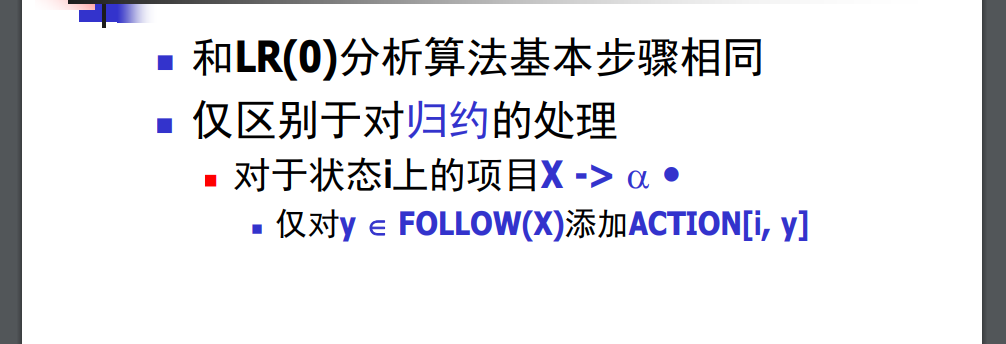 和LR(0)分析算法基本步骤相同
仅区别于对归约的处理
对于状态i上的项目X -> α •
仅对y ∈ FOLLOW(X)添加ACTION[i, y]